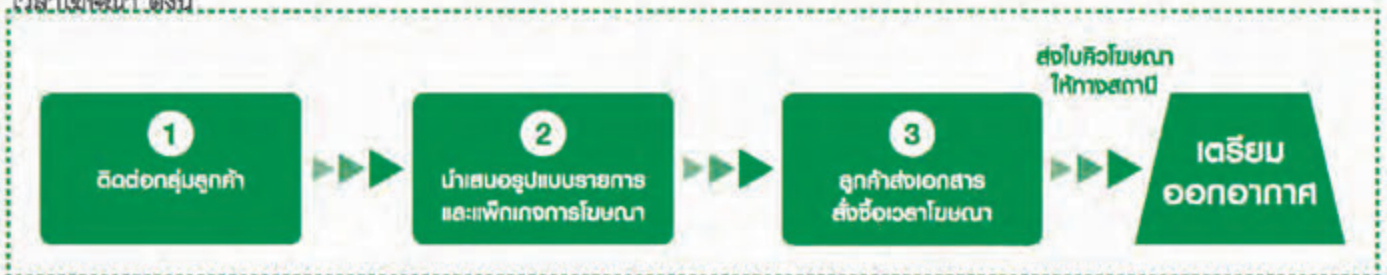 1
ติดต่อกลุ่มลูกค้า
2
นำเสนอรูปแบบรายการ
และแพ็กเกจการโฆษณา
3
ลูกค้าส่งเอกสาร
สั่งซื้อเวลาโฆษณา
ส่งใบคิวโฆษณา
ให้ทางสถานี
เตรียม
ออกอากาศ